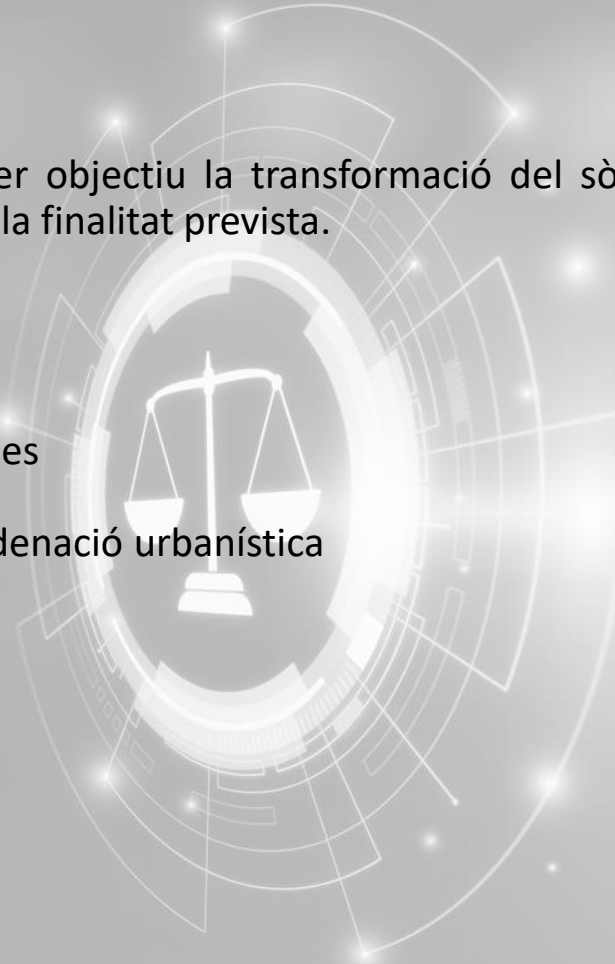 er objectiu la transformació del sò
la finalitat prevista.
es
denació urbanística